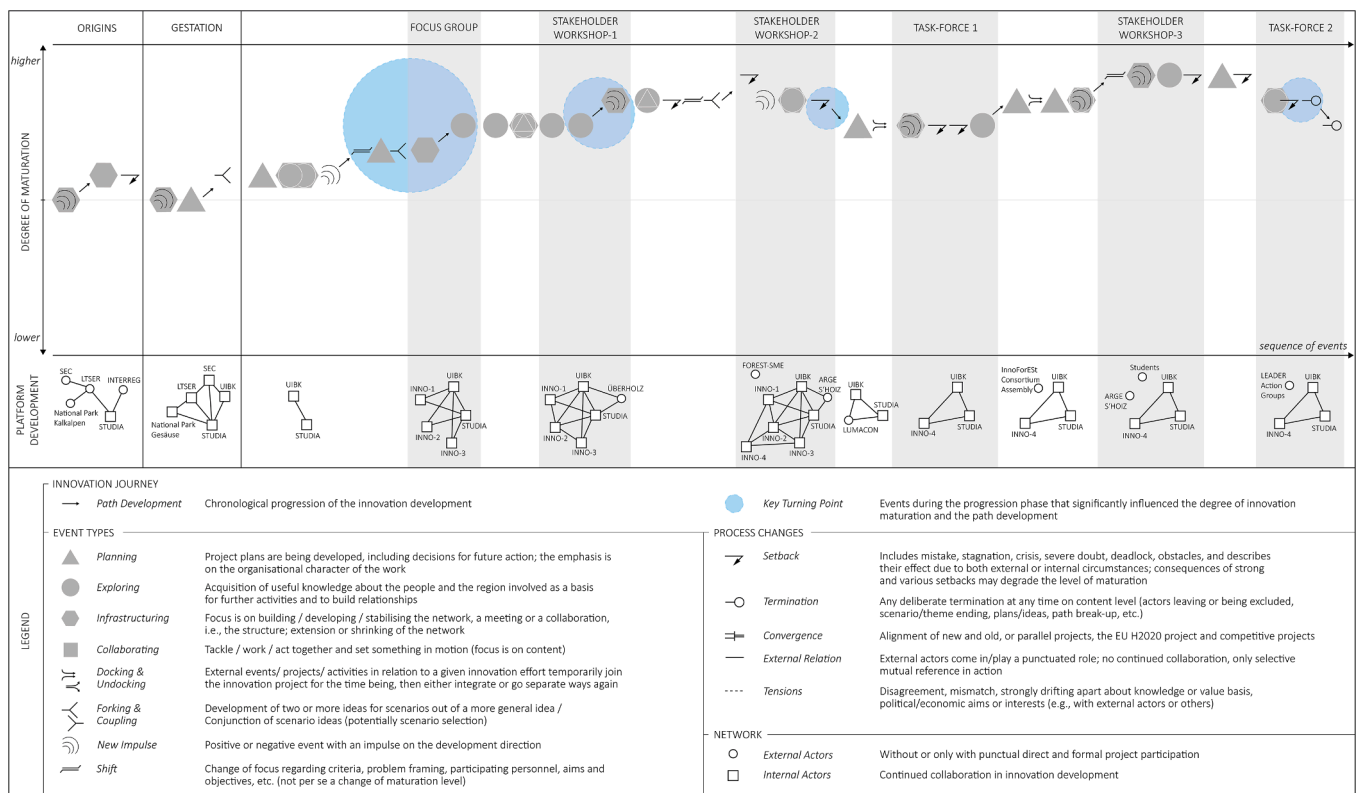 ORIGINS
GESTATION
FOCUS GROUP
STAKEHOLDER
WORKSHOP-1
STAKEHOLDER
WORKSHOP-2
TASK-FORCE 1
STAKEHOLDER
WORKSHOP-3
TASK-FORCE 2
higher
DEGREE OF MATURATION
lower
sequence of events
PLATFORM
DEVELOPMENT
SEC
LTSER
INTERREG
National Park
Kalkalpen
STUDIA
SEC
LTSER
UIBK
National Park
Gesäuse
STUDIA
UIBK
STUDIA
UIBK
INNO-1
STUDIA
INNO-2
INNO-3
UIBK
INNO-1
ÜBERHOLZ
STUDIA
INNO-2
INNO-3
FOREST-SME
UIBK
INNO-1
ARGE
S'HOIZ
STUDIA
INNO-2
INNO-4
INNO-3
UIBK
STUDIA
LUMACON
UIBK
INNO-4
STUDIA
InnoForESt
Consortium
Assembly
UIBK
INNO-4
STUDIA
Students
UIBK
ARGE
S'HOIZ
INNO-4
STUDIA
LEADER
Action
Groups
UIBK
INNO-4
STUDIA
LEGEND
INNOVATION JOURNEY
Path Development Chronological progression of the innovation development
Key Turning Point Events during the progression phase that significantly influenced the degree of innovation
maturation and the path development
EVENT TYPES
Planning Project plans are being developed, including decisions for future action; the emphasis is
on the organisational character of the work
Exploring Acquisition of useful knowledge about the people and the region involved as a basis
for further activities and to build relationships
Infrastructuring Focus is on building / developing / stabilising the network, a meeting or a collaboration,
i.e., the structure; extension or shrinking of the network
Collaborating Tackle / work / act together and set something in motion (focus is on content)
Docking & External events/ projects/ activities in relation to a given innovation effort temporarily join
Undocking the innovation project for the time being, then either integrate or go separate ways again
Forking & Development of two or more ideas for scenarios out of a more general idea /
Coupling Conjunction of scenario ideas (potentially scenario selection)
New Impulse Positive or negative event with an impulse on the development direction
Shift Change of focus regarding criteria, problem framing, participating personnel, aims and
objectives, etc. (not per se a change of maturation level)
PROCESS CHANGES
Setback Includes mistake, stagnation, crisis, severe doubt, deadlock, obstacles, and describes
their effect due to both external or internal circumstances; consequences of strong
and various setbacks may degrade the level of maturation
Termination Any deliberate termination at any time on content level (actors leaving or being excluded,
scenario/theme ending, plans/ideas, path break-up, etc.)
Convergence Alignment of new and old, or parallel projects, the EU H2020 project and competitive projects
External Relation External actors come in/play a punctuated role; no continued collaboration, only selective
mutual reference in action
Tensions Disagreement, mismatch, strongly drifting apart about knowledge or value basis,
political/economic aims or interests (e.g., with external actors or others)
NETWORK
External Actors Without or only with punctual direct and formal project participation
Internal Actors Continued collaboration in innovation development